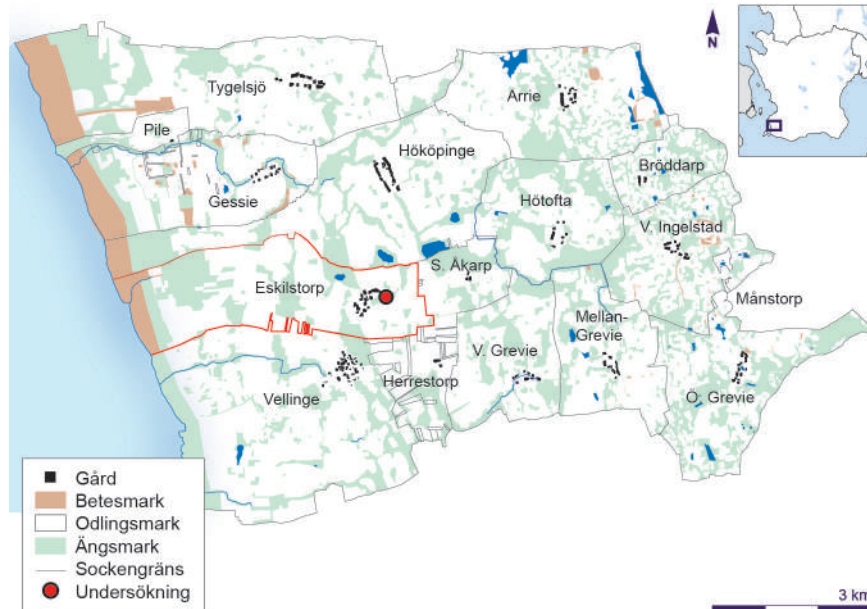 N
Tygelsjö
Arrie
Pile
Hököpinge
Bröddarp
Gessie
Hötofta
V. Ingelstad
S. Åkarp
Eskilstorp
Månstorp
Mellan-
Grevie
V. Grevie
Herrestorp
Vellinge
Ö. Grevie
Gård
Betesmark
Odlingsmark
Ängsmark
Sockengräns
Undersökning
3 km